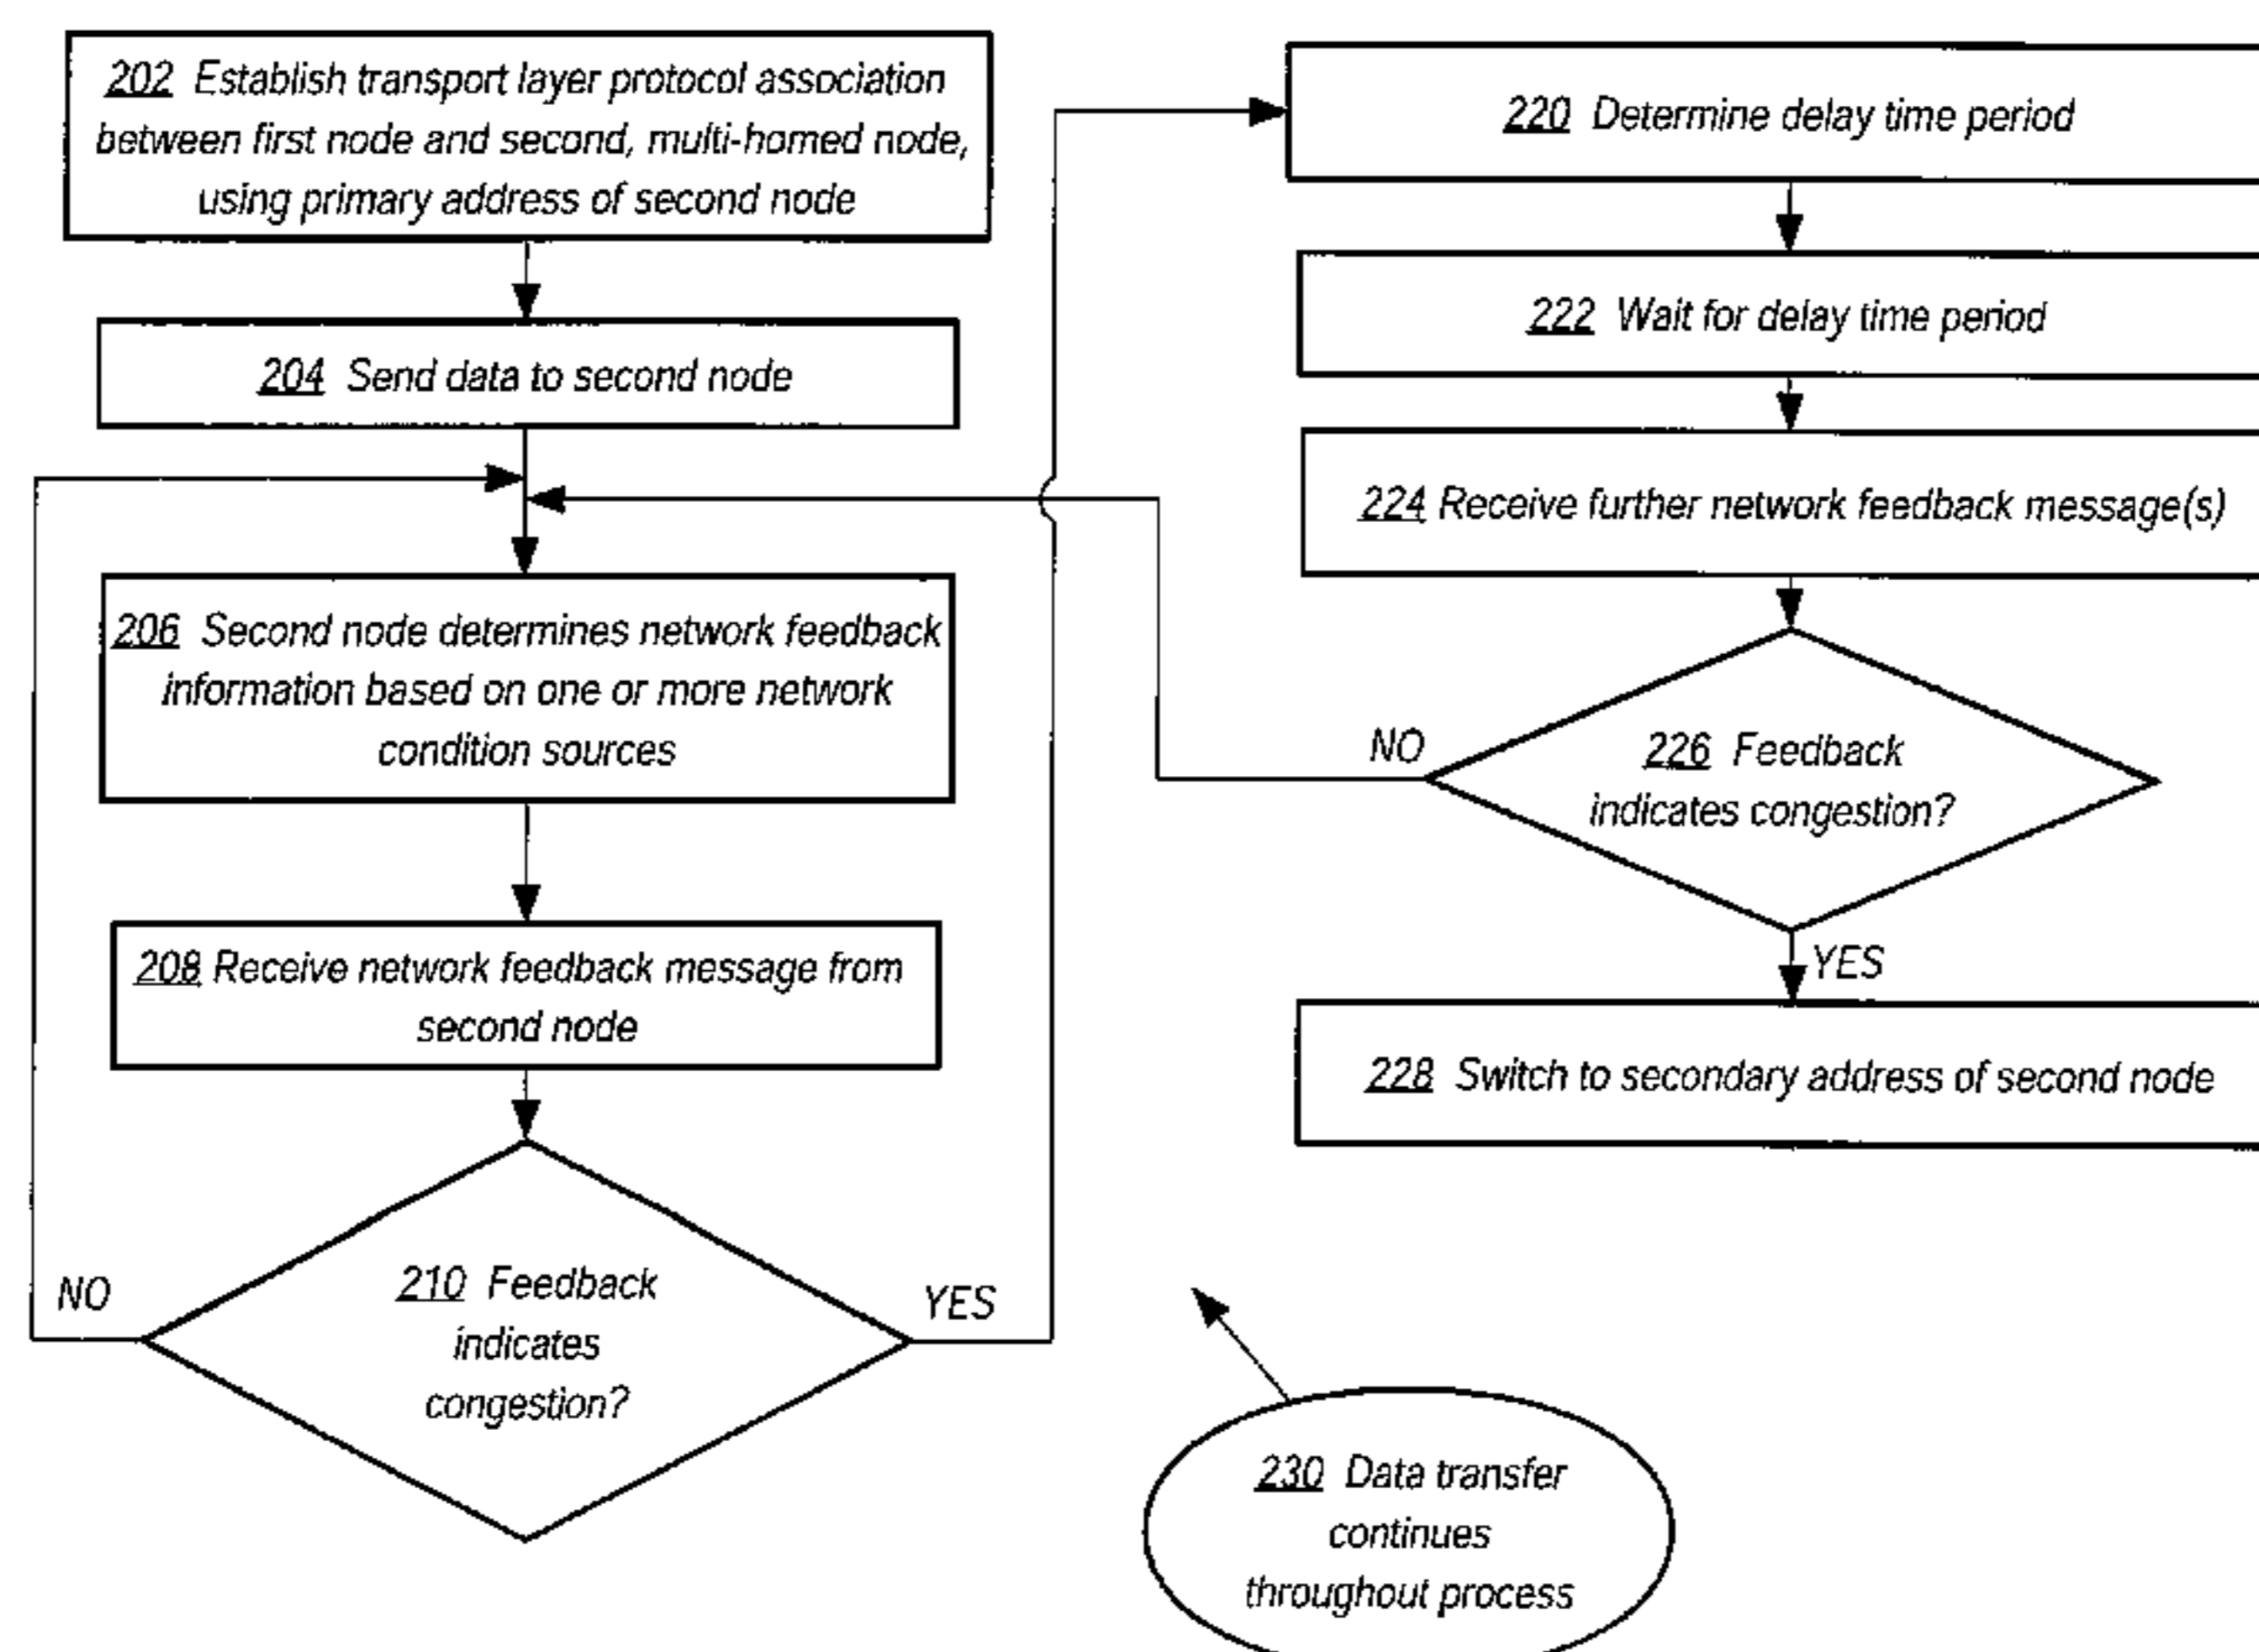 202 Establish transport layer protocol association
between first node and second, multi-homed node,
using primary address of second node
204 Send data to second node
206 Second node determines network feedback
information based on one or more network
condition sources
208 Receive network feedback message from
second node
210 Feedback
indicates
congestion?
NO
YES
220 Determine delay time period
222 Wait for delay time period
224 Receive further network feedback message(s)
226 Feedback
indicates congestion?
NO
YES
228 Switch to secondary address of second node
230 Data transfer
continues
throughout process